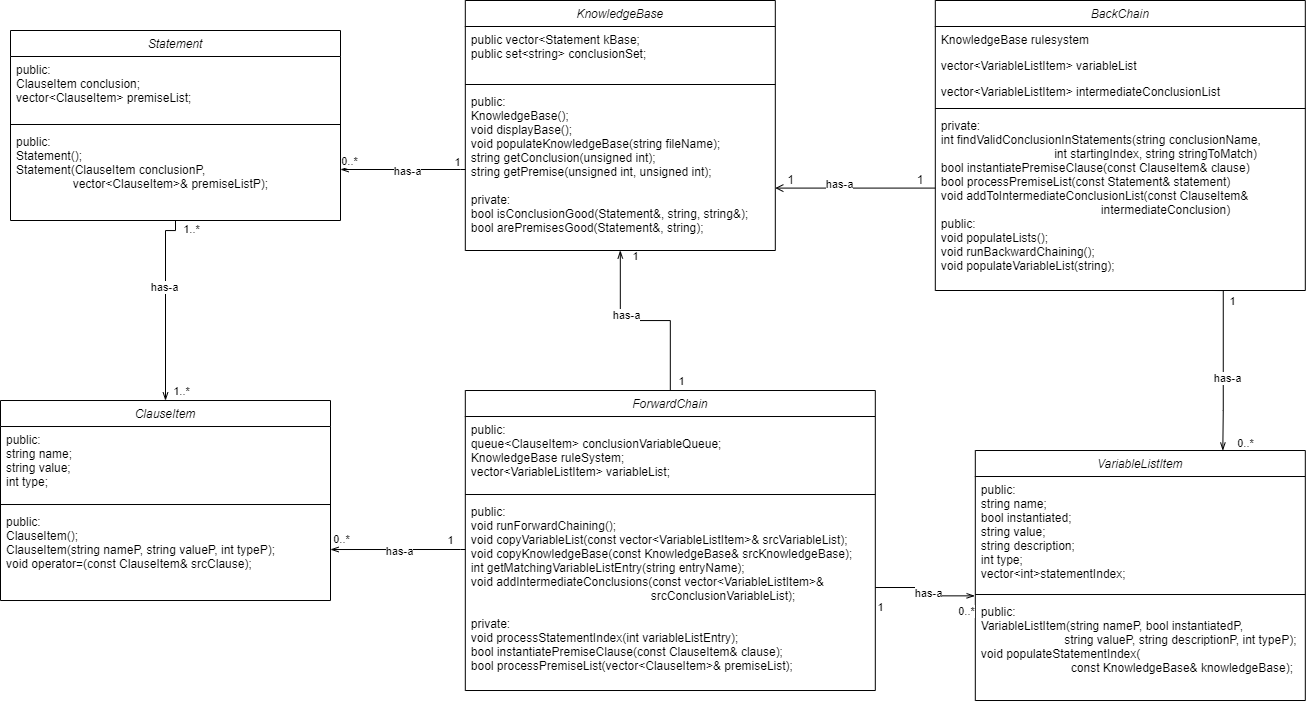 Statement
public:
ClauseItem conclusion;
vector<ClauseItem> premiseList;
public:
Statement();
Statement(ClauseItem conclusionP,
vector<ClauseItem>& premiseListP);
KnowledgeBase
public vector<Statement kBase;
public set<string> conclusionSet;
public:
KnowledgeBase();
void displayBase();
void populateKnowledgeBase(string fileName);
string getConclusion(unsigned int);
string getPremise(unsigned int, unsigned int);
private:
bool isConclusionGood(Statement&, string, string&);
bool arePremisesGood(Statement&, string);
BackChain
KnowledgeBase rulesystem
vector<VariableListItem> variableList
vector<VariableListItem> intermediateConclusionList
private:
int findValidConclusionInStatements(string conclusionName,
int startingIndex, string stringToMatch)
bool instantiatePremiseClause(const ClauseItem& clause)
bool processPremiseList(const Statement& statement)
void addToIntermediateConclusionList(const ClauseItem&
intermediateConclusion)
public:
void populateLists();
void runBackwardChaining();
void populateVariableList(string);
0..*
has-a
1
1
has-a
1
1..*
has-a
1..*
1
has-a
1
1
has-a
0..*
ClauseItem
public:
string name;
string value;
int type;
public:
ClauseItem();
ClauseItem(string nameP, string valueP, int typeP);
void operator=(const ClauseItem& srcClause);
0..*
has-a
1
ForwardChain
public:
queue<ClauseItem> conclusionVariableQueue;
KnowledgeBase ruleSystem;
vector<VariableListItem> variableList;
public:
void runForwardChaining();
void copyVariableList(const vector<VariableListItem>& srcVariableList);
void copyKnowledgeBase(const KnowledgeBase& srcKnowledgeBase);
int getMatchingVariableListEntry(string entryName);
void addIntermediateConclusions(const vector<VariableListItem>&
srcConclusionVariableList);
private:
void processStatementIndex(int variableListEntry);
bool instantiatePremiseClause(const ClauseItem& clause);
bool processPremiseList(vector<ClauseItem>& premiseList);
1
has-a
0..*
VariableListItem
public:
string name;
bool instantiated;
string value;
string description;
int type;
vector<int>statementIndex;
public:
VariableListItem(string nameP, bool instantiatedP,
string valueP, string descriptionP, int typeP);
void populateStatementIndex(
const KnowledgeBase& knowledgeBase);